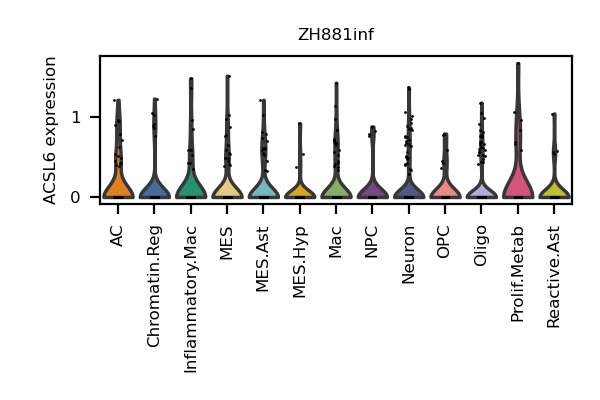 ZH881inf
ACSL6 expression
1
0
AC
Chromatin.Reg
Inflammatory.Mac
MES
MES.Ast
MES.Hyp
Mac
NPC
Neuron
OPC
Oligo
Prolif.Metab
Reactive.Ast